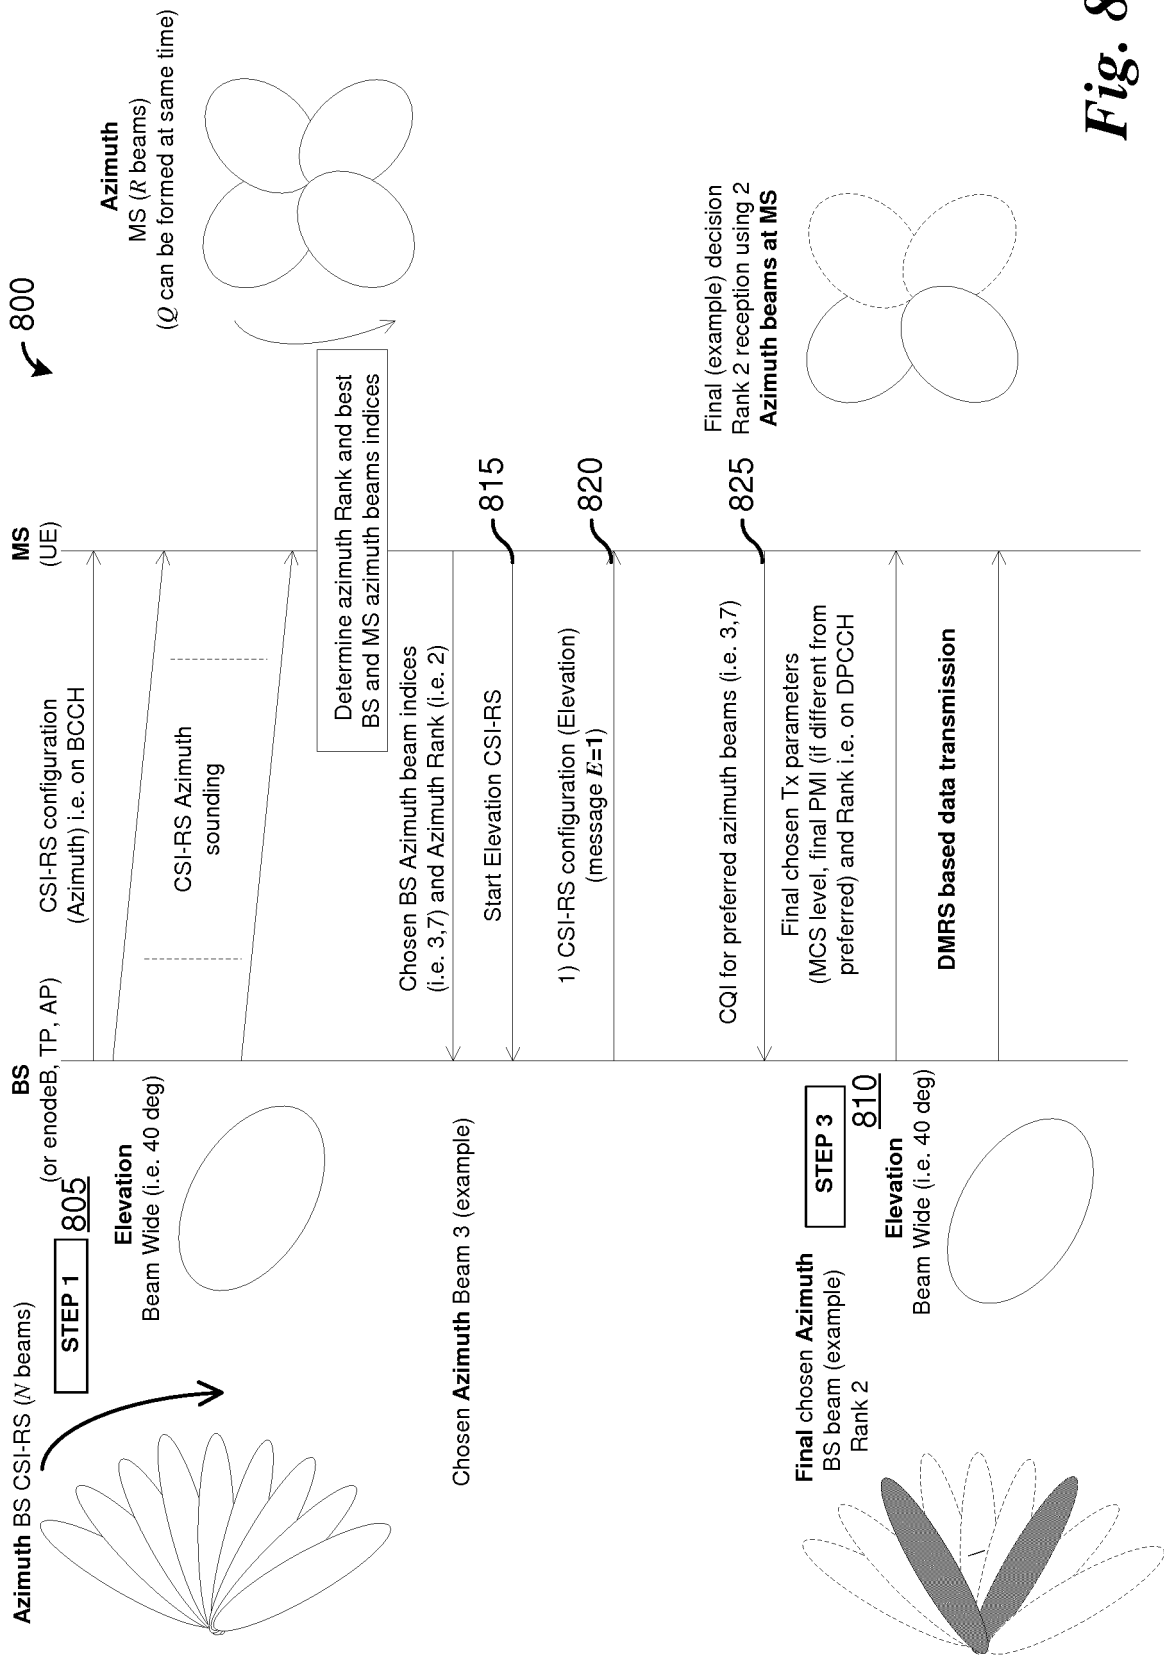 800
Azimuth BS CSI-RS (N beams)
STEP 1
805
BS
(or enodeB, TP, AP)
Elevation
Beam Wide (i.e. 40 deg)
MS
(UE)
Azimuth
MS (R beams)
(Q can be formed at same time)
CSI-RS configuration
(Azimuth) i.e. on BCCH
CSI-RS Azimuth
sounding
Determine azimuth Rank and best
BS and MS azimuth beams indices
Chosen Azimuth Beam 3 (example)
Chosen BS Azimuth beam indices
(i.e. 3,7) and Azimuth Rank (i.e. 2)
815
Start Elevation CSI-RS
820
1) CSI-RS configuration (Elevation)
(message E=1)
825
CQI for preferred azimuth beams (i.e. 3,7)
Final (example) decision
Rank 2 reception using 2
Azimuth beams at MS
Final chosen Tx parameters
(MCS level, final PMI (if different from
preferred) and Rank i.e. on DPCCH
Final chosen Azimuth
BS beam (example)
Rank 2
STEP 3
810
Elevation
Beam Wide (i.e. 40 deg)
DMRS based data transmission
Fig. 8